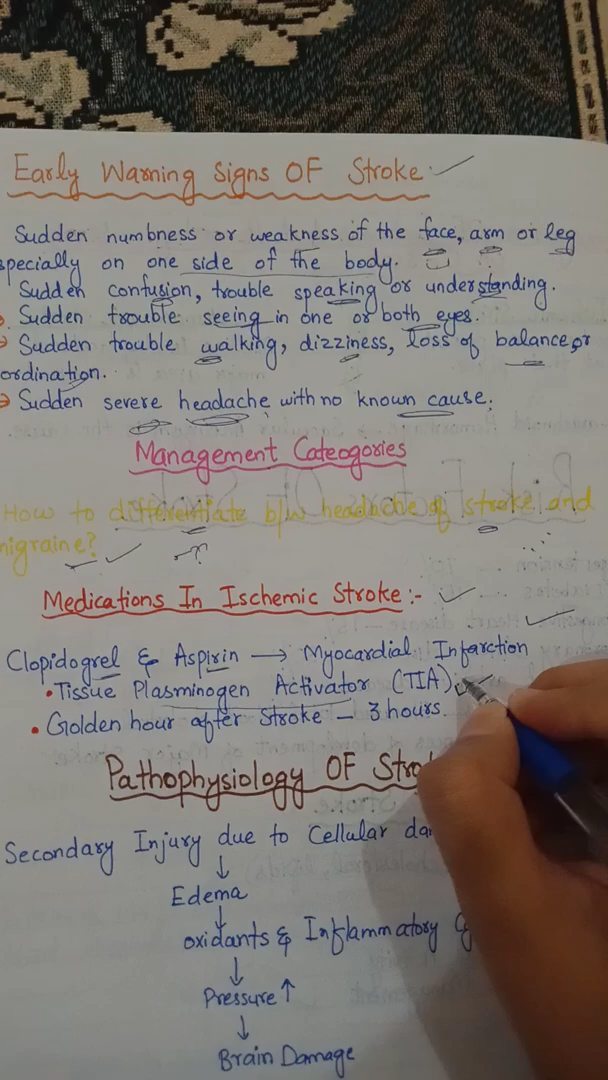 Early Warning Signs OF Stroke
Sudden numbness or weakness of the face, arm or leg
specially on one side of the body.
Sudden confusion, trouble speaking or understanding.
Sudden trouble seeing in one or both eyes.
Sudden trouble walking, dizziness, loss of balance, or
ordination.
Sudden severe headache with no known cause.
Management Cateogories
How to differentiate b/w headache of stroke and
migraine?
Medications In Ischemic Stroke:-
Clopidogrel & Aspirin → Myocardial Infarction
• Tissue Plasminogen Activator (TIA)
• Golden hour after Stroke – 3 hours
Pathophysiology OF
Secondary Injury due to Cellular
↓
Edema
↓
oxidants & Inflammatory
↓
Pressure ↑
↓
Brain Damage